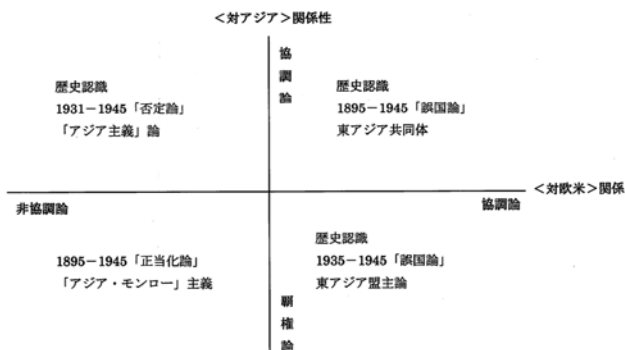 ＜対アジア＞関係性
協調論
歴史認識
1931－1945「否定論」
「アジア主義」論
歴史認識
1895－1945「誤国論」
東アジア共同体
＜対欧米＞関係
非協調論
協調論
1895－1945「正当化論」
「アジア・モンロー」主義
歴史認識
1935－1945「誤国論」
東アジア盟主論
覇権論